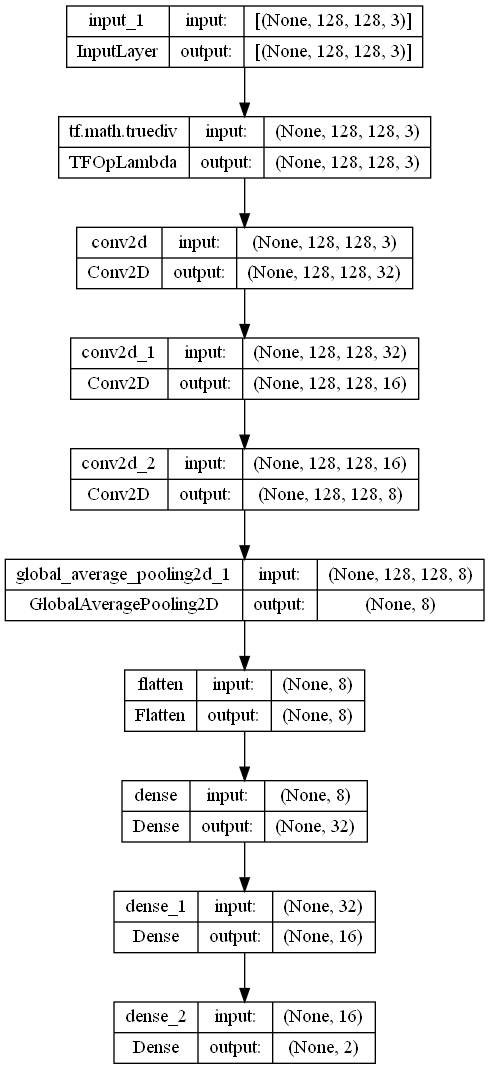 input_1 input: [(None, 128, 128, 3)]
InputLayer output: [(None, 128, 128, 3)]
tf.math.truediv input: (None, 128, 128, 3)
TFOpLambda output: (None, 128, 128, 3)
conv2d input: (None, 128, 128, 3)
Conv2D output: (None, 128, 128, 32)
conv2d_1 input: (None, 128, 128, 32)
Conv2D output: (None, 128, 128, 16)
conv2d_2 input: (None, 128, 128, 16)
Conv2D output: (None, 128, 128, 8)
global_average_pooling2d_1 input: (None, 128, 128, 8)
GlobalAveragePooling2D output: (None, 8)
flatten input: (None, 8)
Flatten output: (None, 8)
dense input: (None, 8)
Dense output: (None, 32)
dense_1 input: (None, 32)
Dense output: (None, 16)
dense_2 input: (None, 16)
Dense output: (None, 2)